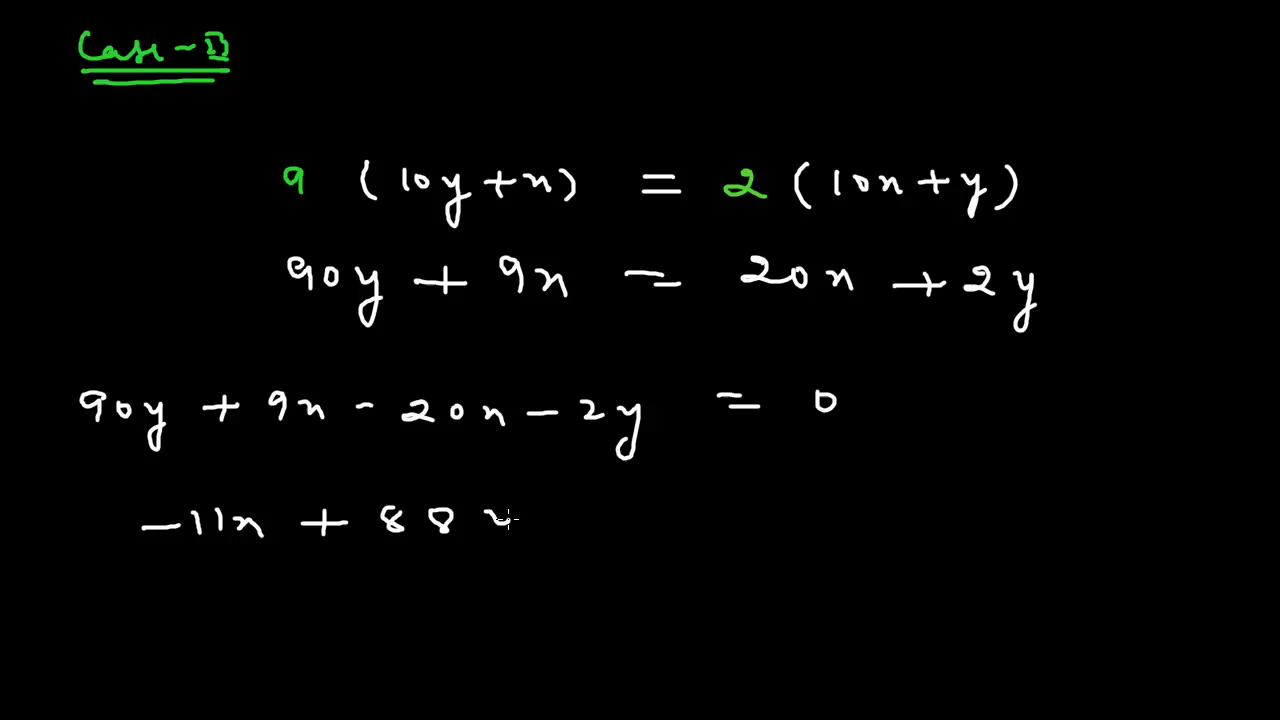 Case - II
9 (10y + x) = 2 (10x + y)
90y + 9x = 20x + 2y
90y + 9x - 20x - 2y = 0
-11x + 88